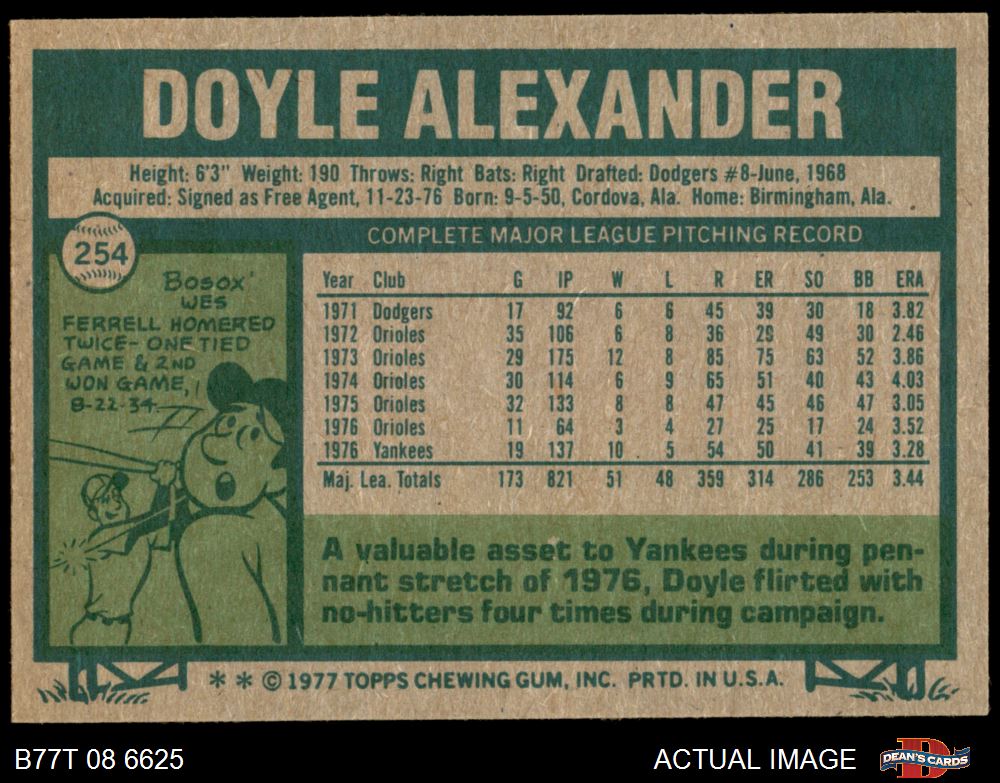 DOYLE ALEXANDER
Height: 6'3" Weight: 190 Throws: Right Bats: Right Drafted: Dodgers #8-June, 1968
Acquired: Signed as Free Agent, 11-23-76 Born: 9-5-50, Cordova, Ala. Home: Birmingham, Ala.
254
BOSOX'
WES
FERRELL HOMERED
TWICE- ONE TIED
GAME & 2ND
WON GAME,
8-22-34
COMPLETE MAJOR LEAGUE PITCHING RECORD
Year Club G IP W L R ER SO BB ERA
1971 Dodgers 17 92 6 6 45 39 30 18 3.82
1972 Orioles 35 106 6 8 36 29 49 30 2.46
1973 Orioles 29 175 12 8 85 75 63 52 3.86
1974 Orioles 30 114 6 9 65 51 40 43 4.03
1975 Orioles 32 133 8 8 47 45 46 47 3.05
1976 Orioles 11 64 3 4 27 25 17 24 3.52
1976 Yankees 19 137 10 5 54 50 41 39 3.28
Maj. Lea. Totals 173 821 51 48 359 314 286 253 3.44
A valuable asset to Yankees during pen-
nant stretch of 1976, Doyle flirted with
no-hitters four times during campaign.
* * © 1977 TOPPS CHEWING GUM, INC. PRTD. IN U.S.A.
B77T 08 6625
ACTUAL IMAGE
DEAN'S CARDS